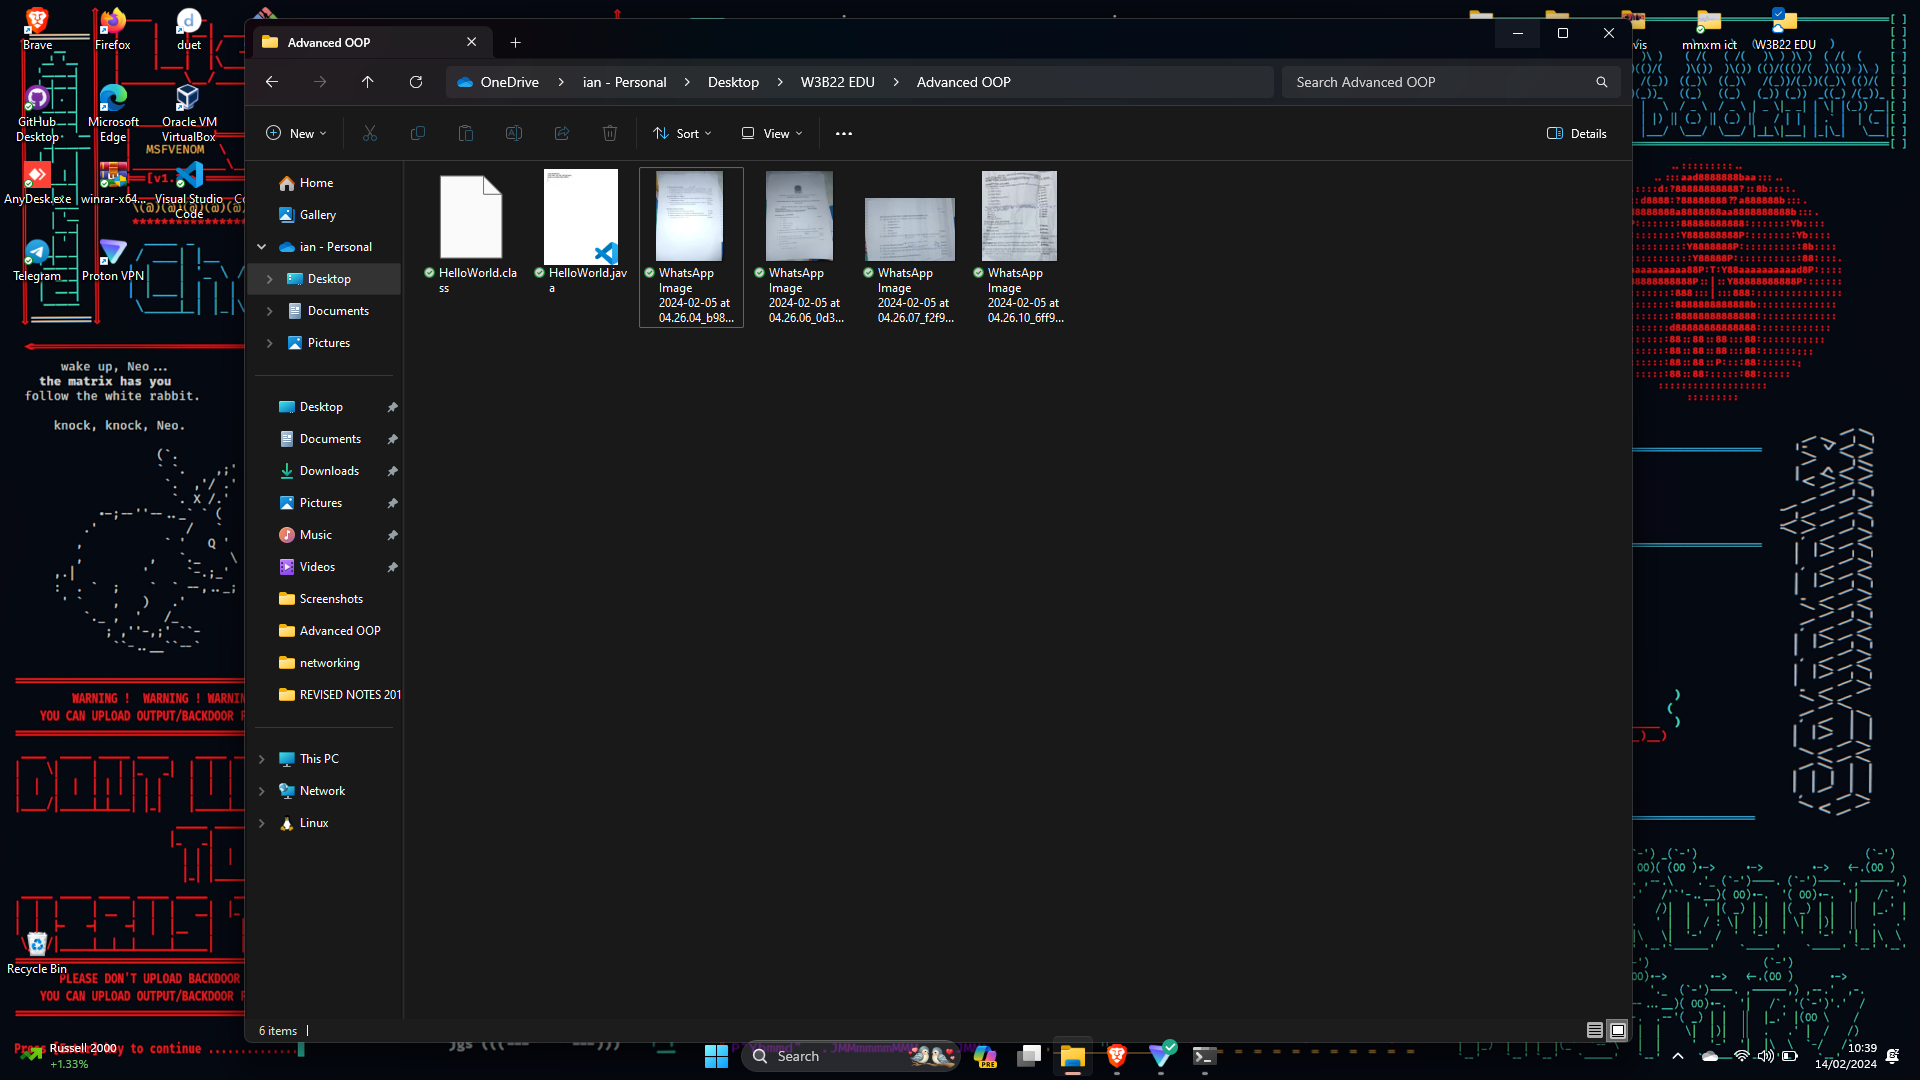 Brave
Firefox
duet
GitHub Desktop
Microsoft Edge
Oracle VM VirtualBox
MSFVENOM
AnyDesk.exe
winrar-x64...
Visual Studio Code
Telegram
Proton VPN
wake up, Neo...
the matrix has you
follow the white rabbit.
knock, knock, Neo.
WARNING ! WARNING ! WARNIN
YOU CAN UPLOAD OUTPUT/BACKDOOR
Recycle Bin
PLEASE DON'T UPLOAD BACKDOOR
YOU CAN UPLOAD OUTPUT/BACKDOOR
key to continue ..............
Advanced OOP
OneDrive > ian - Personal > Desktop > W3B22 EDU > Advanced OOP
Search Advanced OOP
New
Sort
View
Details
Home
Gallery
ian - Personal
Desktop
Documents
Pictures
Desktop
Documents
Downloads
Pictures
Music
Videos
Screenshots
Advanced OOP
networking
REVISED NOTES 201
This PC
Network
Linux
HelloWorld.cla
ss
HelloWorld.jav
a
WhatsApp
Image
2024-02-05 at
04.26.04_b98...
WhatsApp
Image
2024-02-05 at
04.26.06_0d3...
WhatsApp
Image
2024-02-05 at
04.26.07_f2f9...
WhatsApp
Image
2024-02-05 at
04.26.10_6ff9...
6 items
vis
mmxm ict
W3B22 EDU
Russell 2000
+1.33%
Search
PRE
10:39
14/02/2024